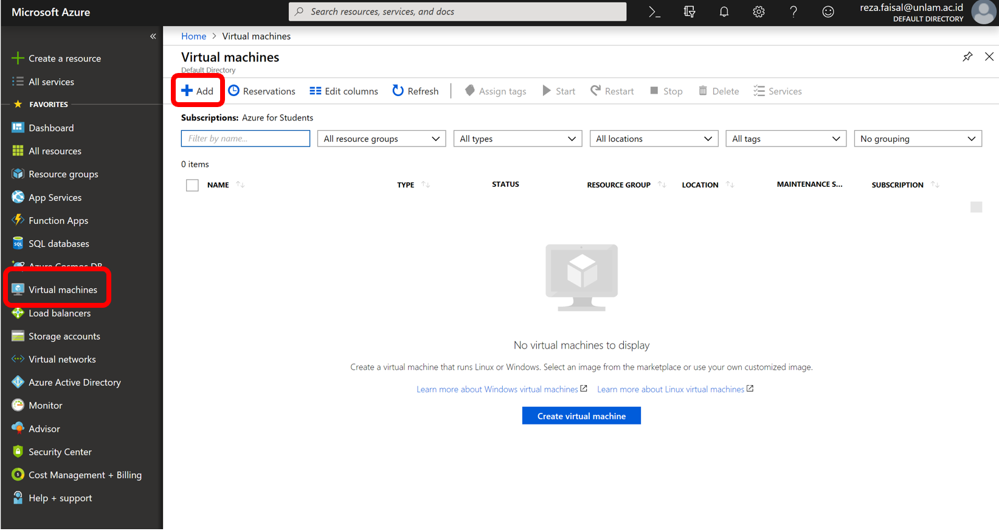 Microsoft Azure
Search resources, services, and docs
reza.faisal@unlam.ac.id
DEFAULT DIRECTORY
«
Create a resource
All services
FAVORITES
Dashboard
All resources
Resource groups
App Services
Function Apps
SQL databases
Azure Cosmos DB
Virtual machines
Load balancers
Storage accounts
Virtual networks
Azure Active Directory
Monitor
Advisor
Security Center
Cost Management + Billing
Help + support
Home > Virtual machines
Virtual machines
Default Directory
Add Reservations Edit columns Refresh Assign tags Start Restart Stop Delete Services
Subscriptions: Azure for Students
Filter by name... All resource groups All types All locations All tags No grouping
0 items
NAME TYPE STATUS RESOURCE GROUP LOCATION MAINTENANCE S... SUBSCRIPTION
No virtual machines to display
Create a virtual machine that runs Linux or Windows. Select an image from the marketplace or use your own customized image.
Learn more about Windows virtual machines Learn more about Linux virtual machines
Create virtual machine